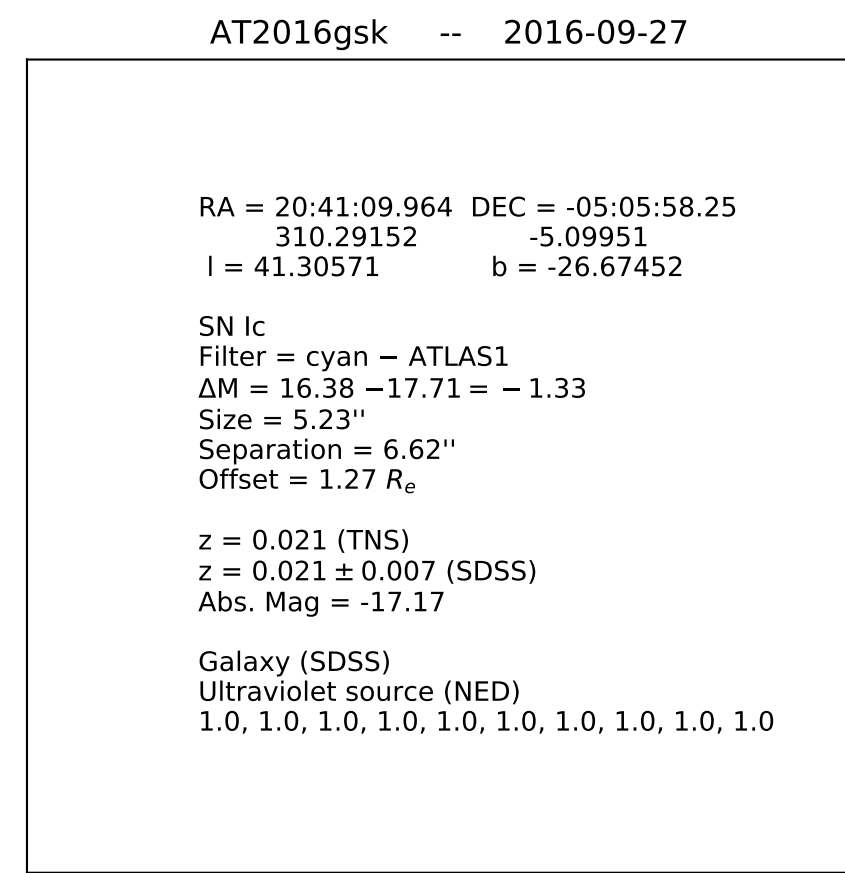 AT2016gsk -- 2016-09-27
RA = 20:41:09.964 DEC = -05:05:58.25
310.29152 -5.09951
l = 41.30571 b = -26.67452
SN Ic
Filter = cyan − ATLAS1
ΔM = 16.38 −17.71 = − 1.33
Size = 5.23''
Separation = 6.62''
Offset = 1.27 Rₑ
z = 0.021 (TNS)
z = 0.021 ± 0.007 (SDSS)
Abs. Mag = -17.17
Galaxy (SDSS)
Ultraviolet source (NED)
1.0, 1.0, 1.0, 1.0, 1.0, 1.0, 1.0, 1.0, 1.0, 1.0